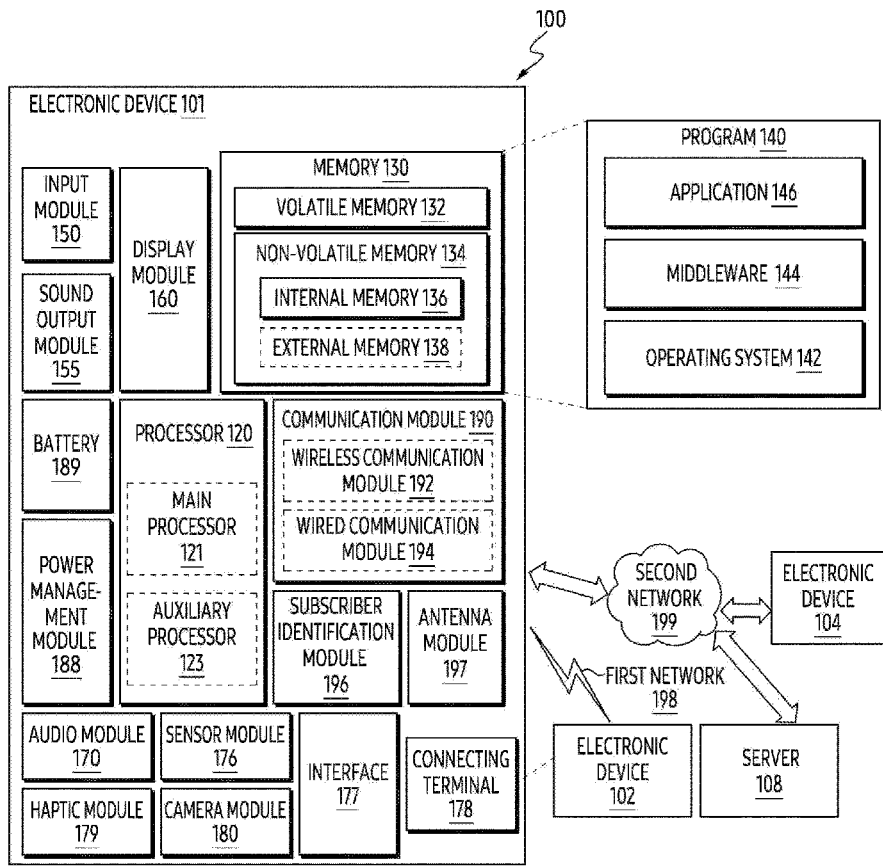 100
ELECTRONIC DEVICE 101
INPUT
MODULE
150
SOUND
OUTPUT
MODULE
155
DISPLAY
MODULE
160
MEMORY 130
VOLATILE MEMORY 132
NON-VOLATILE MEMORY 134
INTERNAL MEMORY 136
EXTERNAL MEMORY 138
PROGRAM 140
APPLICATION 146
MIDDLEWARE 144
OPERATING SYSTEM 142
BATTERY
189
POWER
MANAGE-
MENT
MODULE
188
PROCESSOR 120
MAIN
PROCESSOR
121
AUXILIARY
PROCESSOR
123
COMMUNICATION MODULE 190
WIRELESS COMMUNICATION
MODULE 192
WIRED COMMUNICATION
MODULE 194
SUBSCRIBER
IDENTIFICATION
MODULE
196
ANTENNA
MODULE
197
SECOND
NETWORK
199
ELECTRONIC
DEVICE
104
FIRST NETWORK
198
AUDIO MODULE
170
SENSOR MODULE
176
INTERFACE
177
CONNECTING
TERMINAL
178
HAPTIC MODULE
179
CAMERA MODULE
180
ELECTRONIC
DEVICE
102
SERVER
108